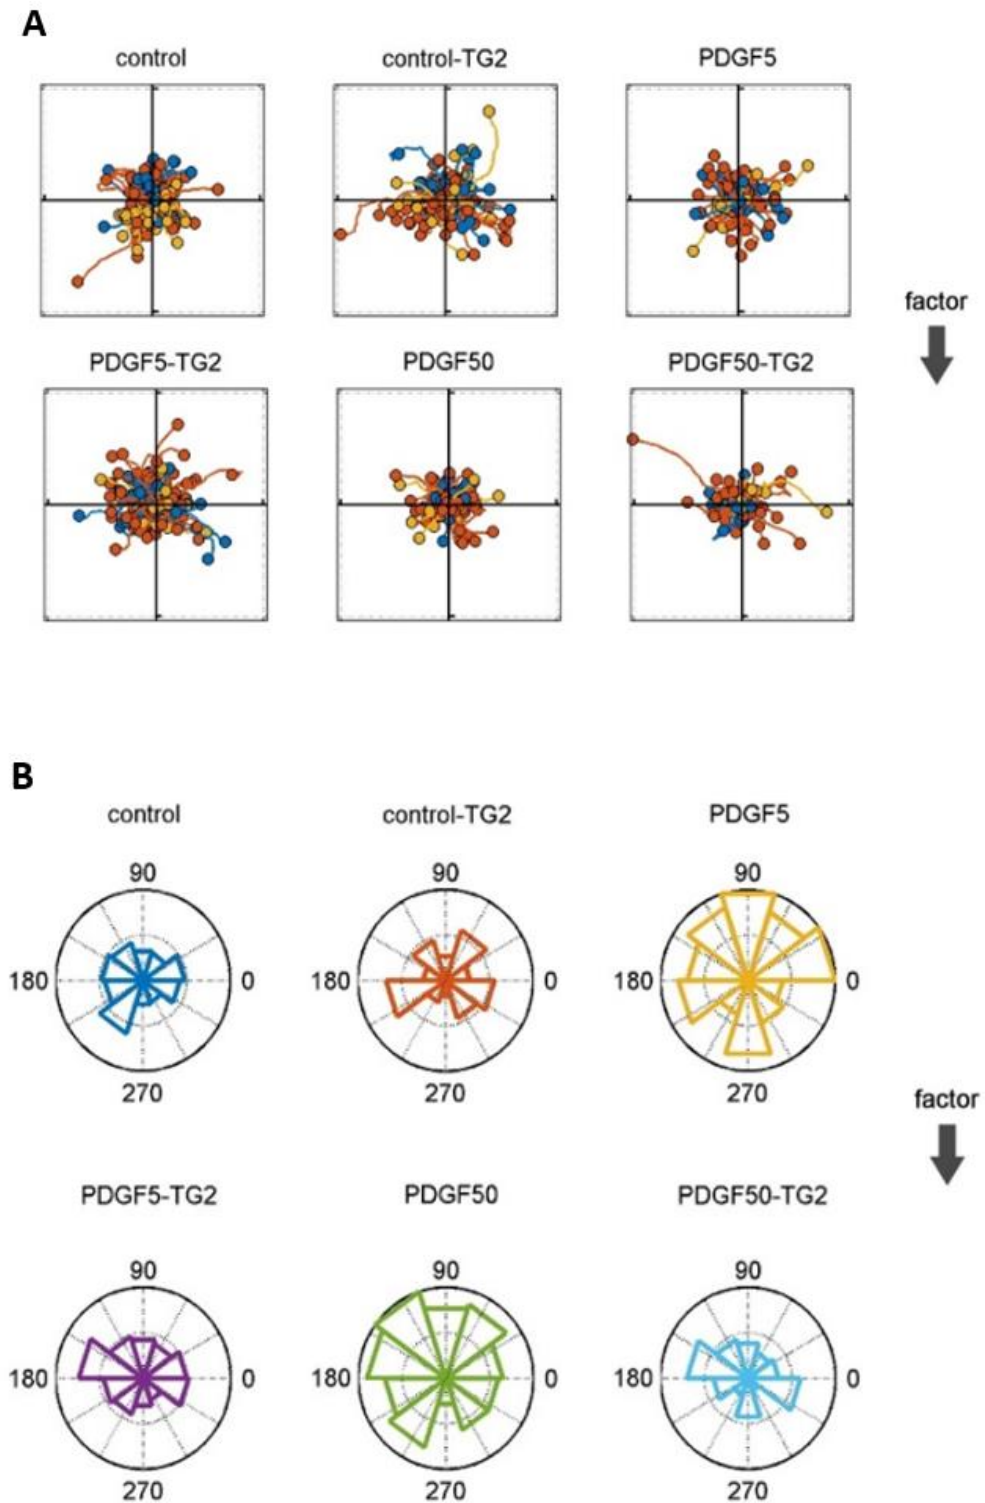 A
control control-TG2 PDGF5
factor
PDGF5-TG2 PDGF50 PDGF50-TG2
B
control control-TG2 PDGF5
90 90 90
180 0 180 0 180 0
270 270 270
factor
PDGF5-TG2 PDGF50 PDGF50-TG2
90 90 90
180 0 180 0 180 0
270 270 270